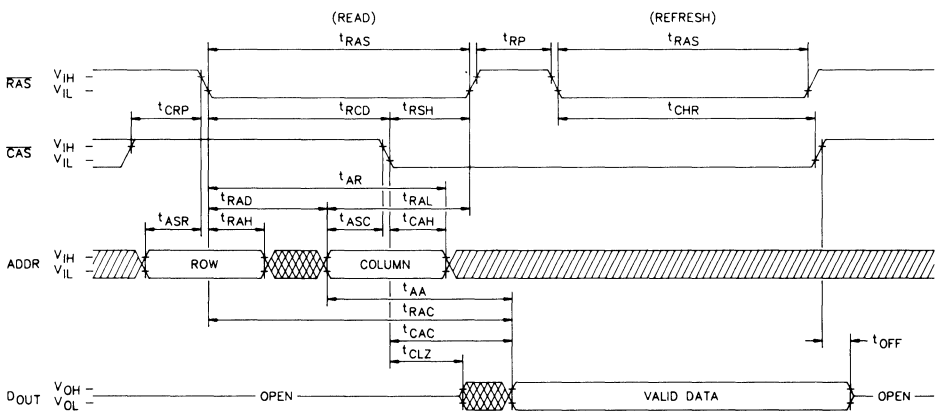 (READ) (REFRESH)
tRAS tRP tRAS
RAS VIH VIL
tCRP tRCD tRSH tCHR
CAS VIH VIL
tAR
tRAD tRAL
tASR tRAH tASC tCAH
ADDR VIH VIL ROW COLUMN
tAA
tRAC
tCAC tOFF
tCLZ
DOUT VOH VOL OPEN VALID DATA OPEN